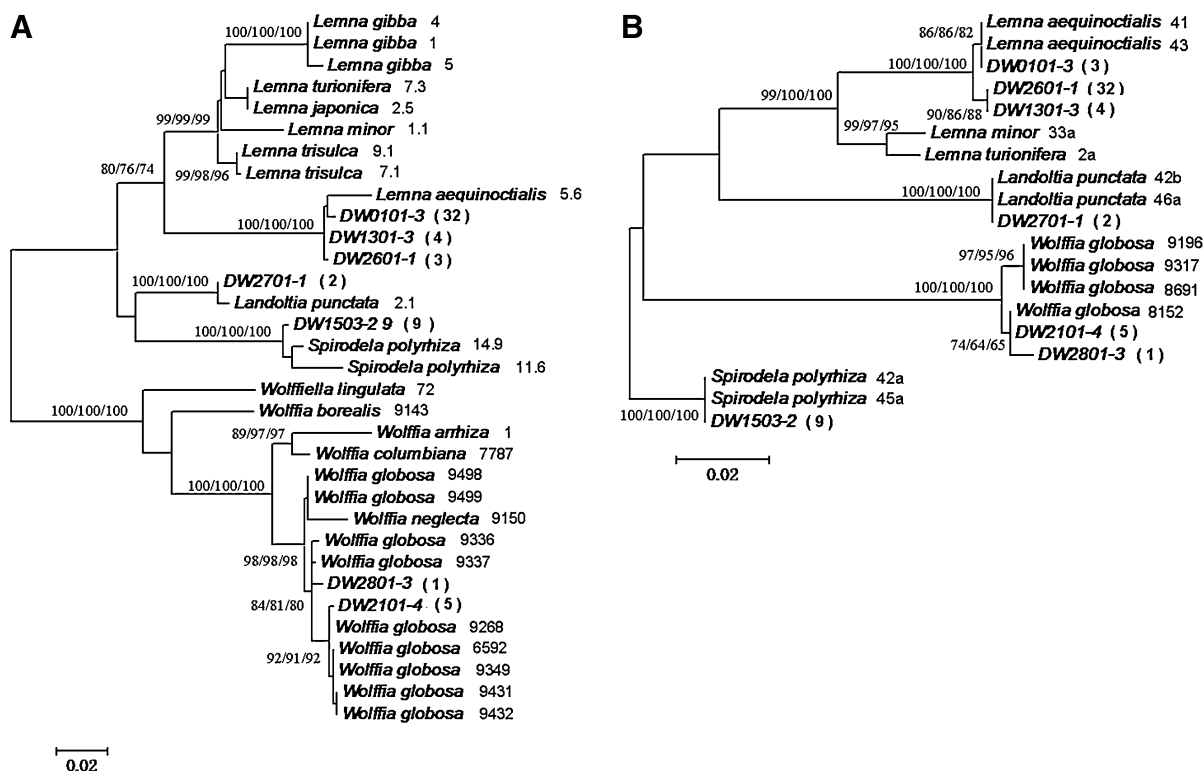 A
Lemna gibba 4
100/100/100
Lemna gibba 1
Lemna gibba 5
Lemna turionifera 7.3
Lemna japonica 2.5
99/99/99
Lemna minor 1.1
Lemna trisulca 9.1
80/76/74
99/98/96
Lemna trisulca 7.1
Lemna aequinoctialis 5.6
DW0101-3 (32)
100/100/100
DW1301-3 (4)
DW2601-1 (3)
100/100/100
DW2701-1 (2)
Landoltia punctata 2.1
DW1503-2 9 (9)
100/100/100
Spirodela polyrhiza 14.9
Spirodela polyrhiza 11.6
Wolffiella lingulata 72
100/100/100
Wolffia borealis 9143
89/97/97
Wolffia arrhiza 1
Wolffia columbiana 7787
Wolffia globosa 9498
100/100/100
Wolffia globosa 9499
Wolffia neglecta 9150
Wolffia globosa 9336
98/98/98
Wolffia globosa 9337
DW2801-3 (1)
84/81/80
DW2101-4 (5)
Wolffia globosa 9268
Wolffia globosa 6592
92/91/92
Wolffia globosa 9349
Wolffia globosa 9431
Wolffia globosa 9432
0.02
B
Lemna aequinoctialis 41
86/86/82
Lemna aequinoctialis 43
100/100/100
DW0101-3 (3)
DW2601-1 (32)
99/100/100
90/86/88
DW1301-3 (4)
99/97/95
Lemna minor 33a
Lemna turionifera 2a
Landoltia punctata 42b
100/100/100
Landoltia punctata 46a
DW2701-1 (2)
Wolffia globosa 9196
97/95/96
Wolffia globosa 9317
100/100/100
Wolffia globosa 8691
Wolffia globosa 8152
DW2101-4 (5)
74/64/65
DW2801-3 (1)
Spirodela polyrhiza 42a
Spirodela polyrhiza 45a
100/100/100
DW1503-2 (9)
0.02